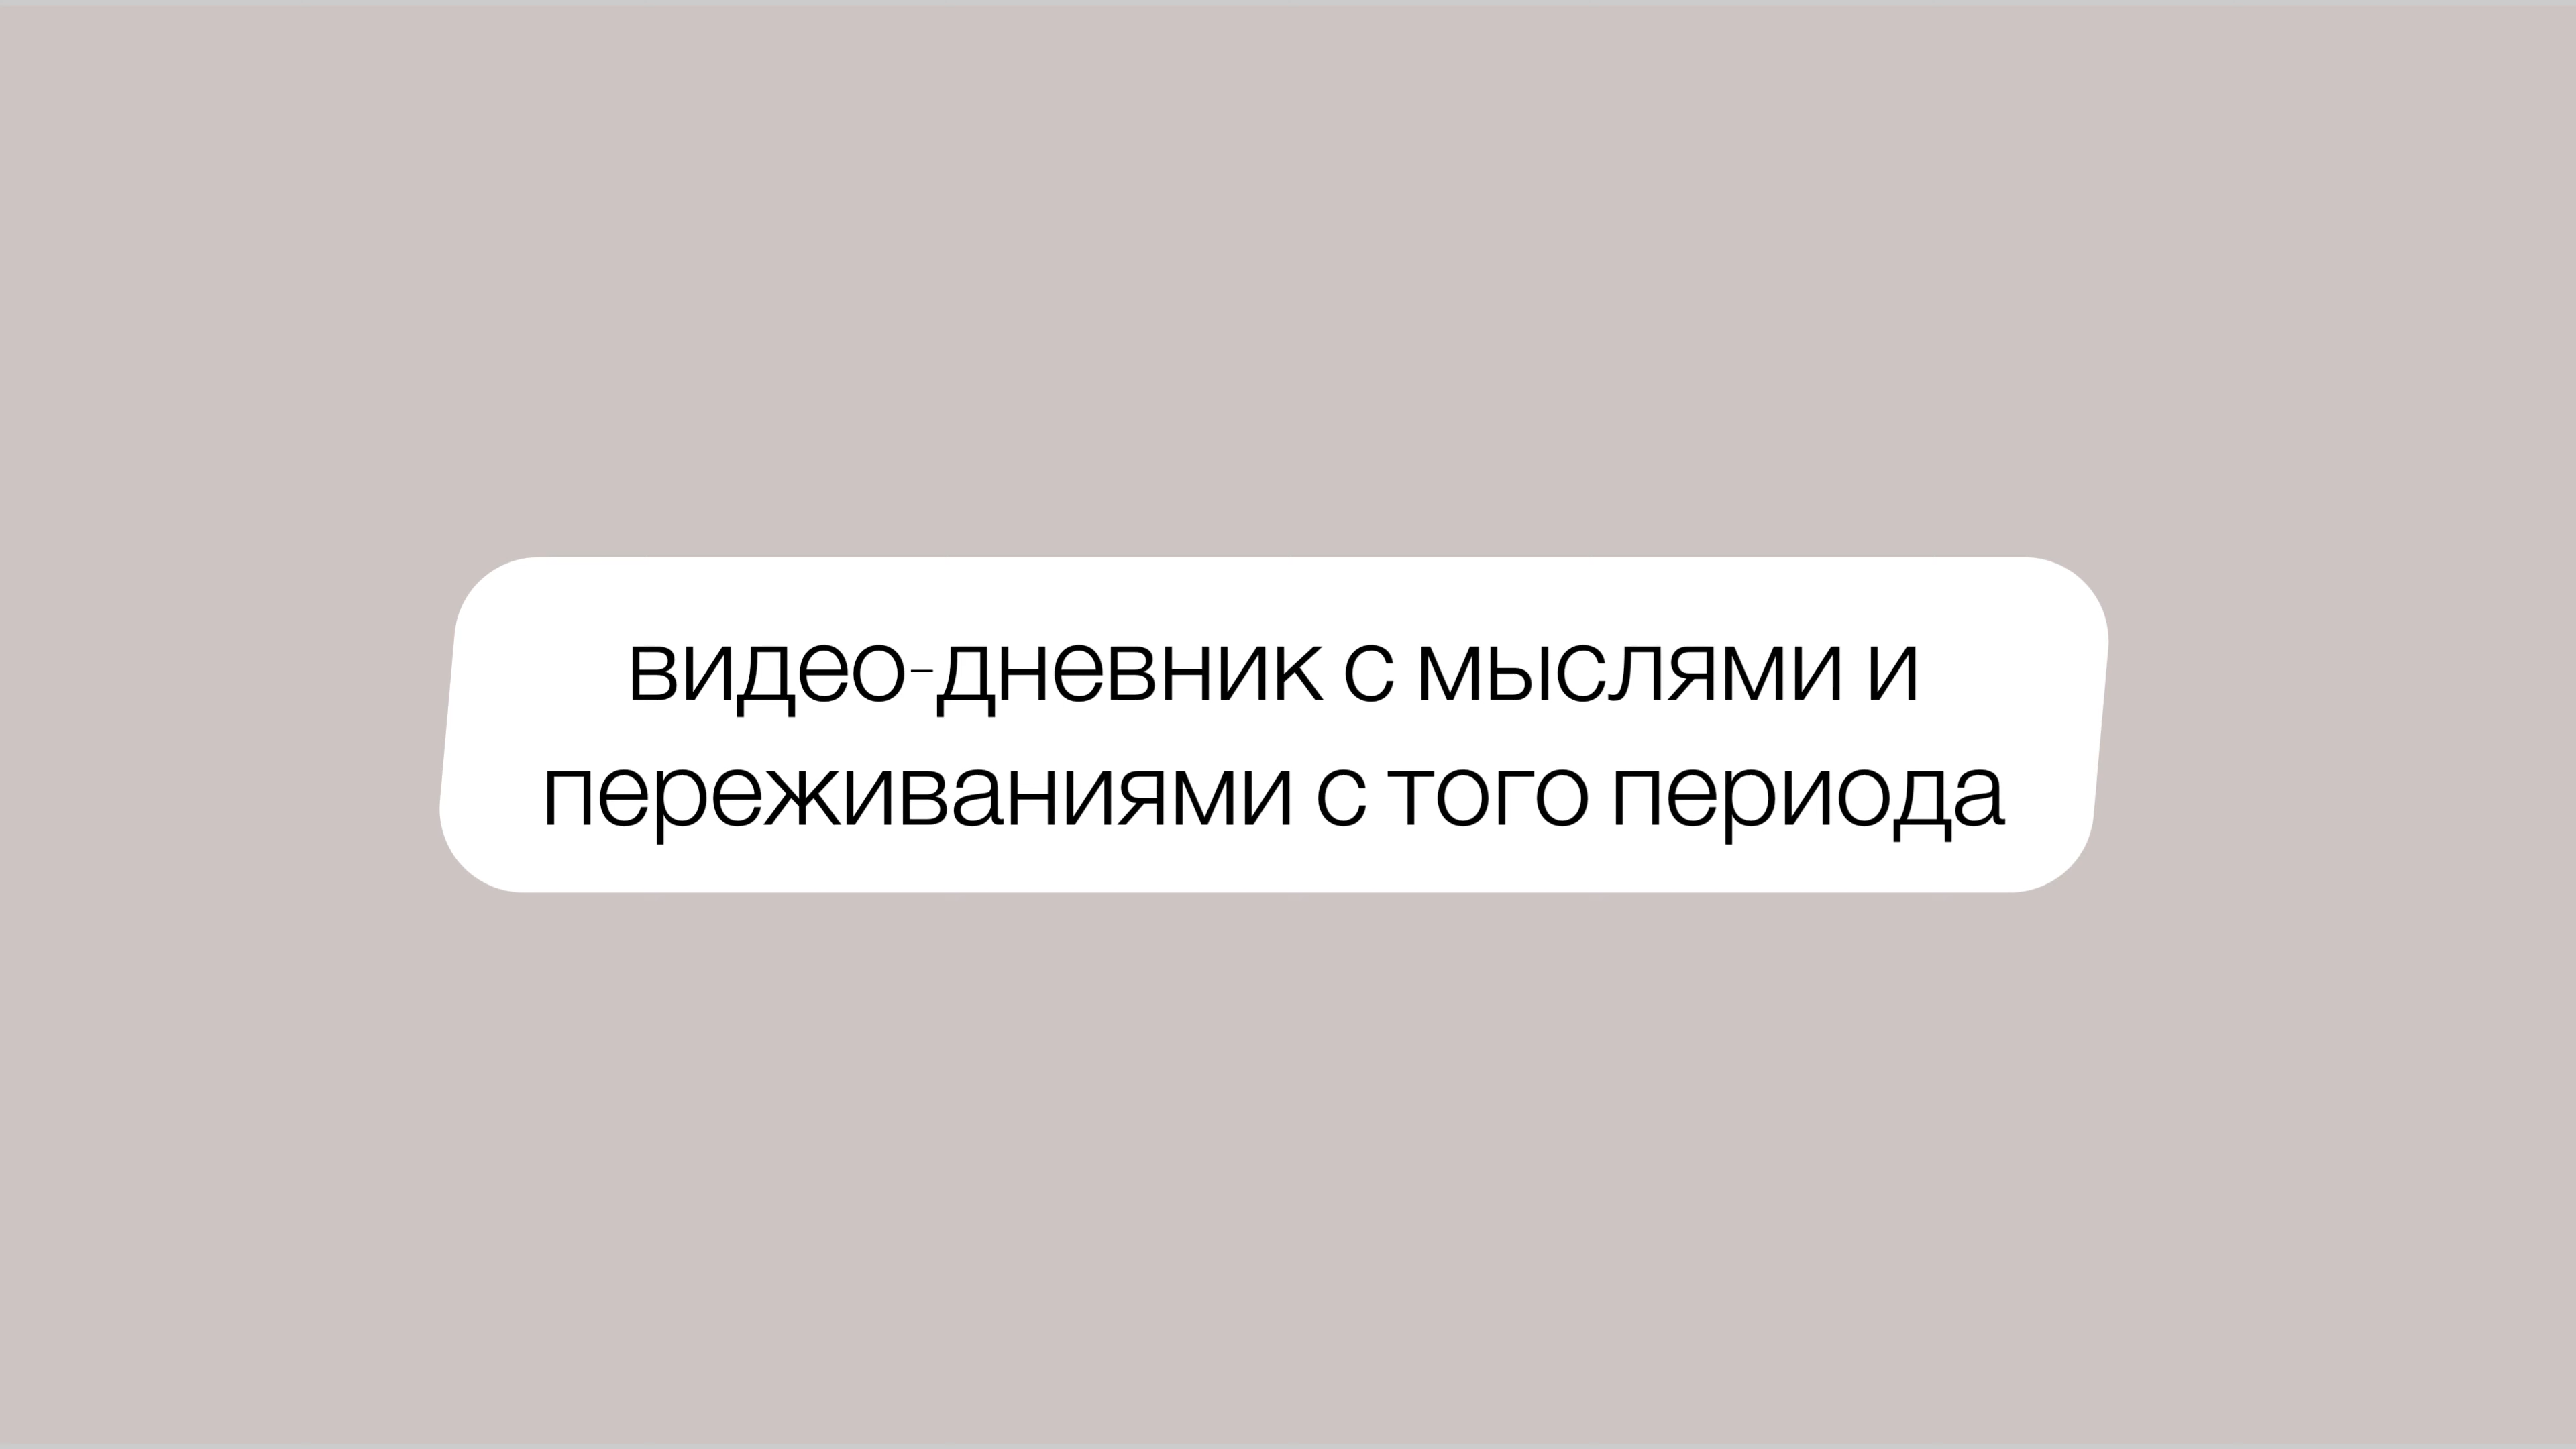 видео-дневник с мыслями и
переживаниями с того периода